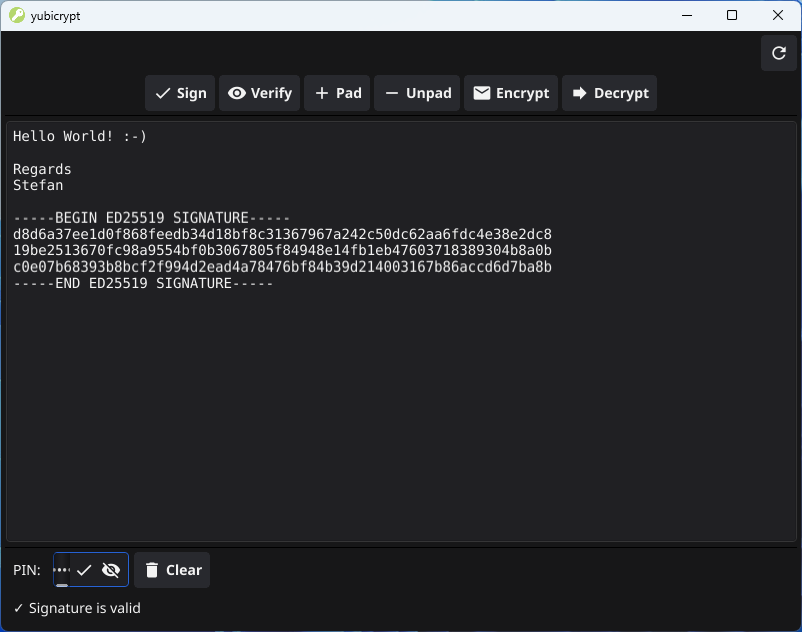 yubicrypt
Sign Verify Pad Unpad Encrypt Decrypt
Hello World! :-)
Regards
Stefan
-----BEGIN ED25519 SIGNATURE-----
d8d6a37ee1d0f868feedb34d18bf8c31367967a242c50dc62aa6fdc4e38e2dc8
19be2513670fc98a9554bf0b3067805f84948e14fb1eb47603718389304b8a0b
c0e07b68393b8bcf2f994d2ead4a78476bf84b39d214003167b86accd6d7ba8b
-----END ED25519 SIGNATURE-----
PIN: Clear
✓ Signature is valid